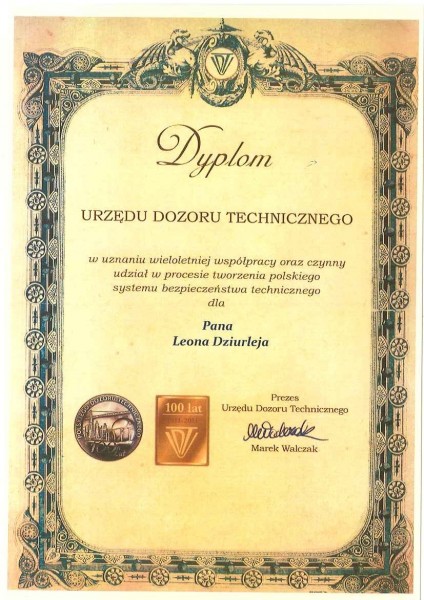 Dyplom
URZĘDU DOZORU TECHNICZNEGO
w uznaniu wieloletniej współpracy oraz czynny
udział w procesie tworzenia polskiego
systemu bezpieczeństwa technicznego
dla
Pana
Leona Dziurleja
100 lat
Prezes
Urzędu Dozoru Technicznego
Marek Walczak